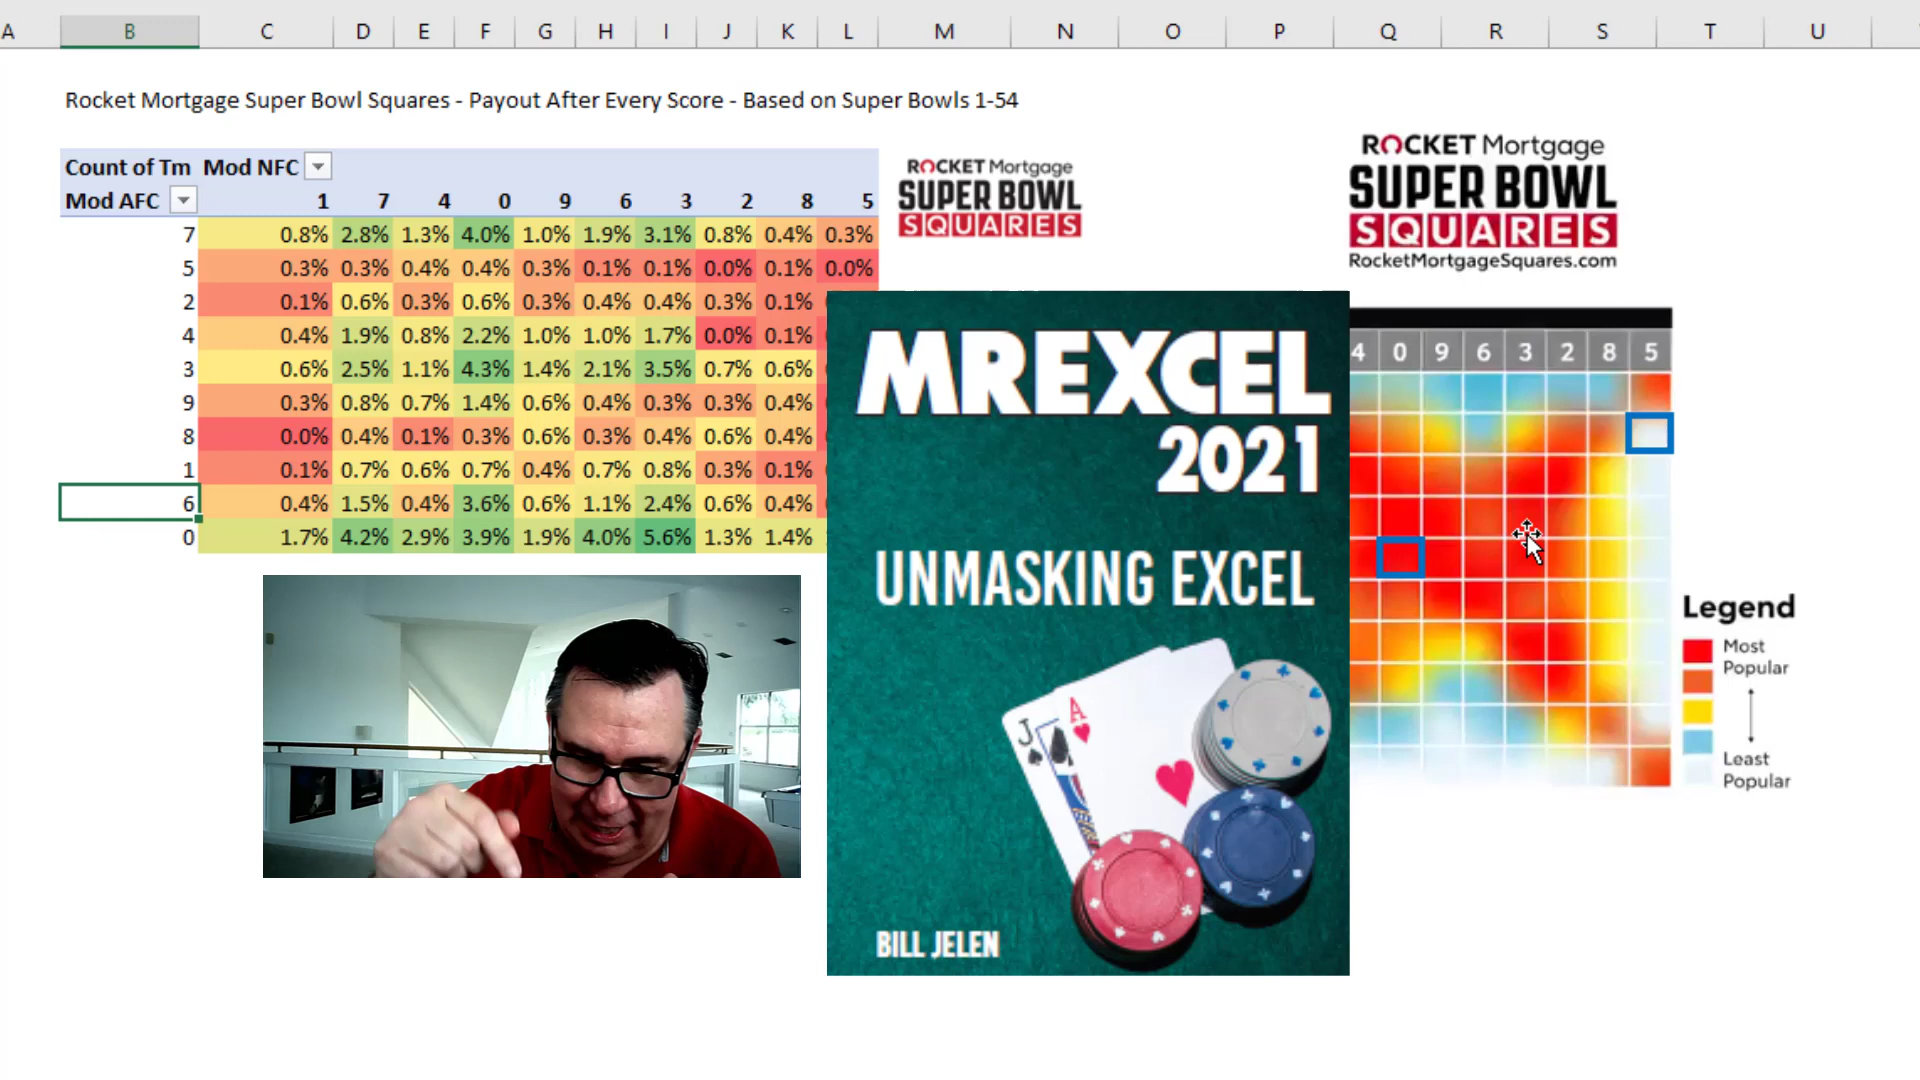 A B C D E F G H I J K L M N O P Q R S T U
Rocket Mortgage Super Bowl Squares - Payout After Every Score - Based on Super Bowls 1-54
Count of Tm Mod NFC
Mod AFC 1 7 4 0 9 6 3 2 8 5
7 0.8% 2.8% 1.3% 4.0% 1.0% 1.9% 3.1% 0.8% 0.4% 0.3%
5 0.3% 0.3% 0.4% 0.4% 0.3% 0.1% 0.1% 0.0% 0.1% 0.0%
2 0.1% 0.6% 0.3% 0.6% 0.3% 0.4% 0.4% 0.3% 0.1%
4 0.4% 1.9% 0.8% 2.2% 1.0% 1.0% 1.7% 0.0% 0.1%
3 0.6% 2.5% 1.1% 4.3% 1.4% 2.1% 3.5% 0.7% 0.6%
9 0.3% 0.8% 0.7% 1.4% 0.6% 0.4% 0.3% 0.3% 0.4%
8 0.0% 0.4% 0.1% 0.3% 0.6% 0.3% 0.4% 0.6% 0.4%
1 0.1% 0.7% 0.6% 0.7% 0.4% 0.7% 0.8% 0.3% 0.1%
6 0.4% 1.5% 0.4% 3.6% 0.6% 1.1% 2.4% 0.6% 0.4%
0 1.7% 4.2% 2.9% 3.9% 1.9% 4.0% 5.6% 1.3% 1.4%
ROCKET Mortgage
SUPER BOWL
SQUARES
ROCKET Mortgage
SUPER BOWL
SQUARES
RocketMortgageSquares.com
4 0 9 6 3 2 8 5
MREXCEL
2021
UNMASKING EXCEL
J
A
BILL JELEN
Legend
Most
Popular
Least
Popular